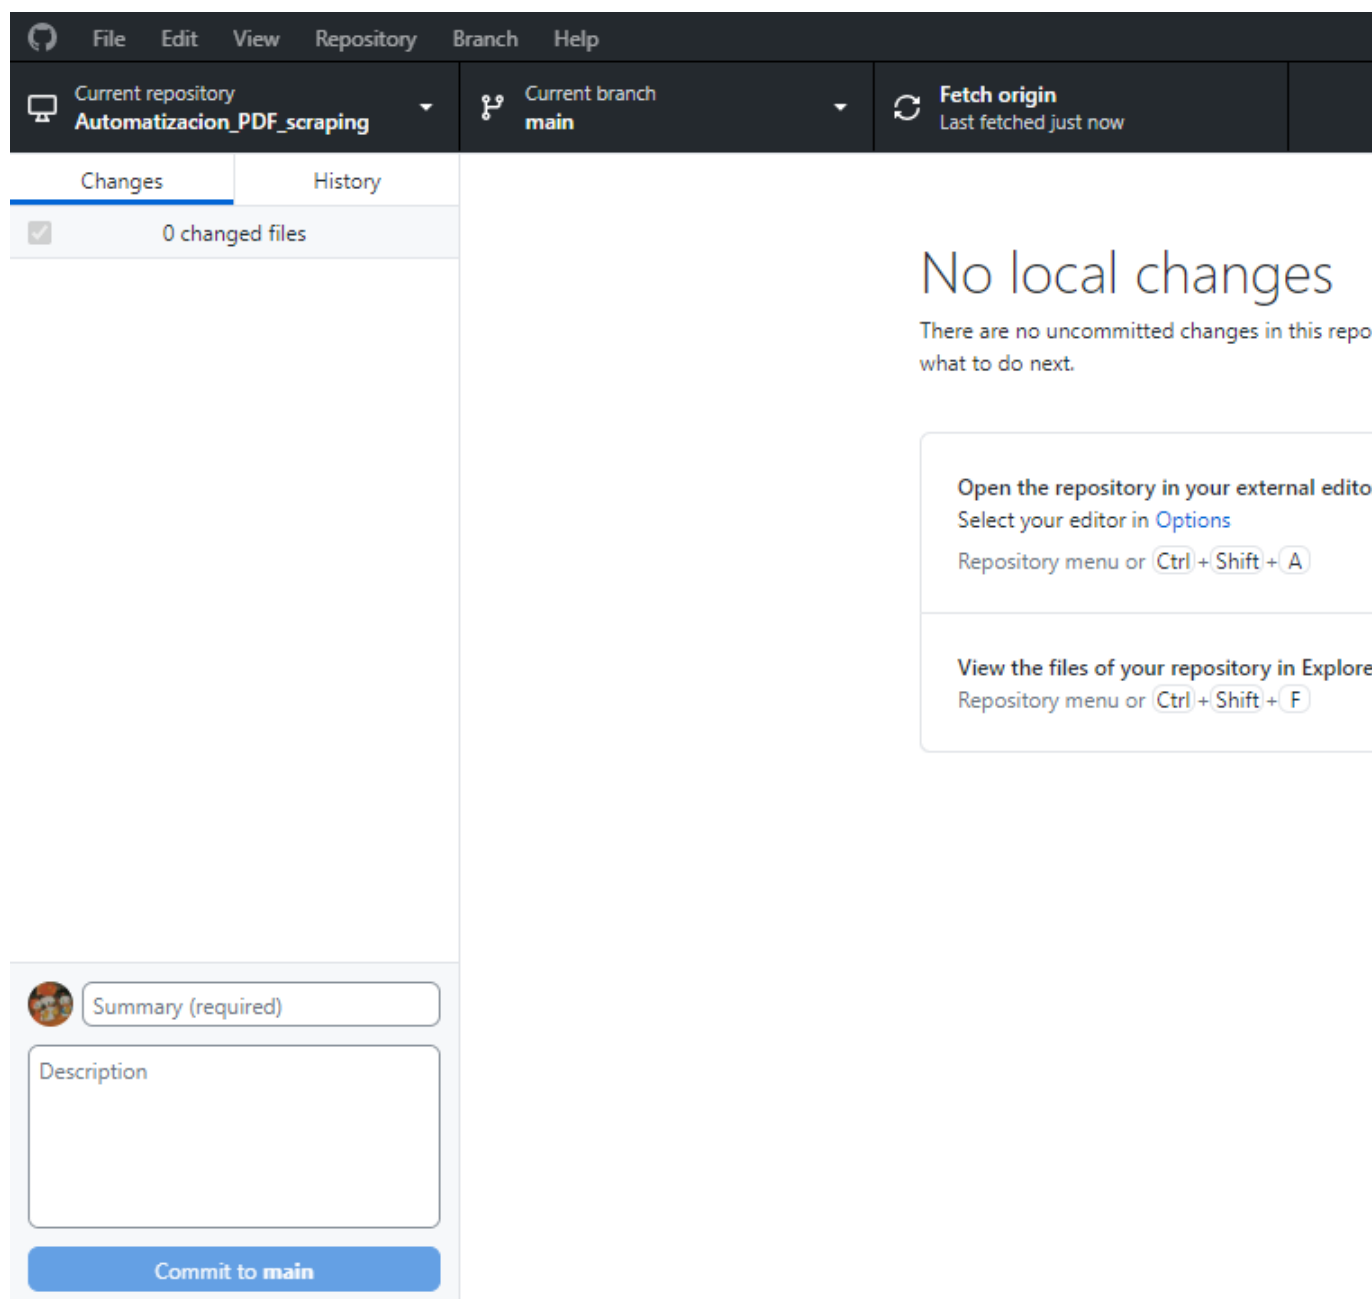 File Edit View Repository Branch Help
Current repository
Automatizacion_PDF_scraping
Current branch
main
Fetch origin
Last fetched just now
Changes History
0 changed files
No local changes
There are no uncommitted changes in this repo
what to do next.
Open the repository in your external edito
Select your editor in Options
Repository menu or Ctrl + Shift + A
View the files of your repository in Explore
Repository menu or Ctrl + Shift + F
Summary (required)
Description
Commit to main